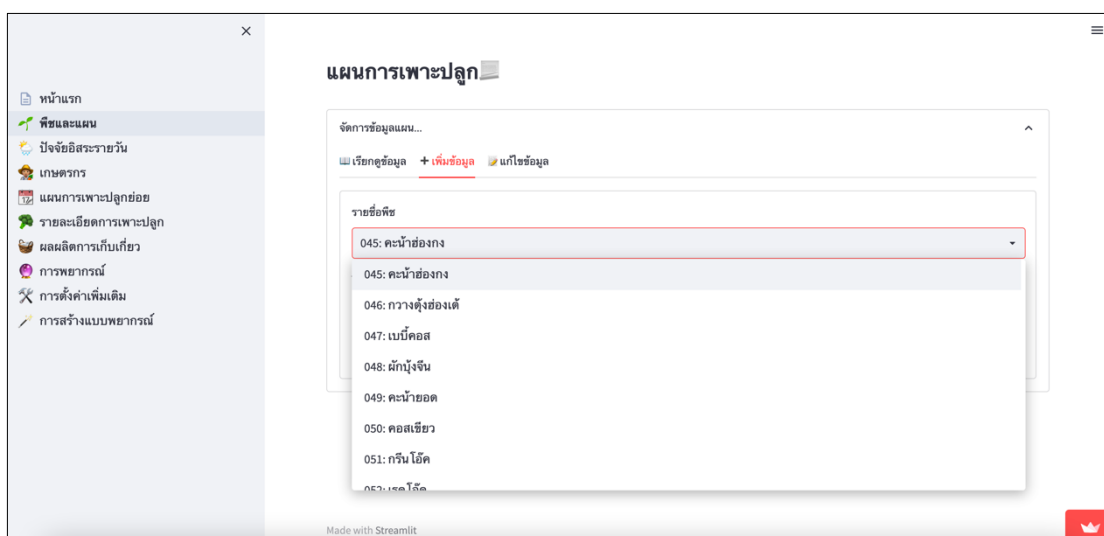 หน้าแรก
พืชและแผน
ปัจจัยอิสระรายวัน
เกษตรกร
แผนการเพาะปลูกย่อย
รายละเอียดการเพาะปลูก
ผลผลิตการเก็บเกี่ยว
การพยากรณ์
การตั้งค่าเพิ่มเติม
การสร้างแบบพยากรณ์
แผนการเพาะปลูก
จัดการข้อมูลแผน...
เรียกดูข้อมูล + เพิ่มข้อมูล แก้ไขข้อมูล
รายชื่อพืช
045: คะน้าฮ่องกง
045: คะน้าฮ่องกง
046: กวางตุ้งฮ่องเต้
047: เบบี้คอส
048: ผักบุ้งจีน
049: คะน้ายอด
050: คอสเขียว
051: กรีนโอ๊ค
052: เรดโอ๊ค
Made with Streamlit